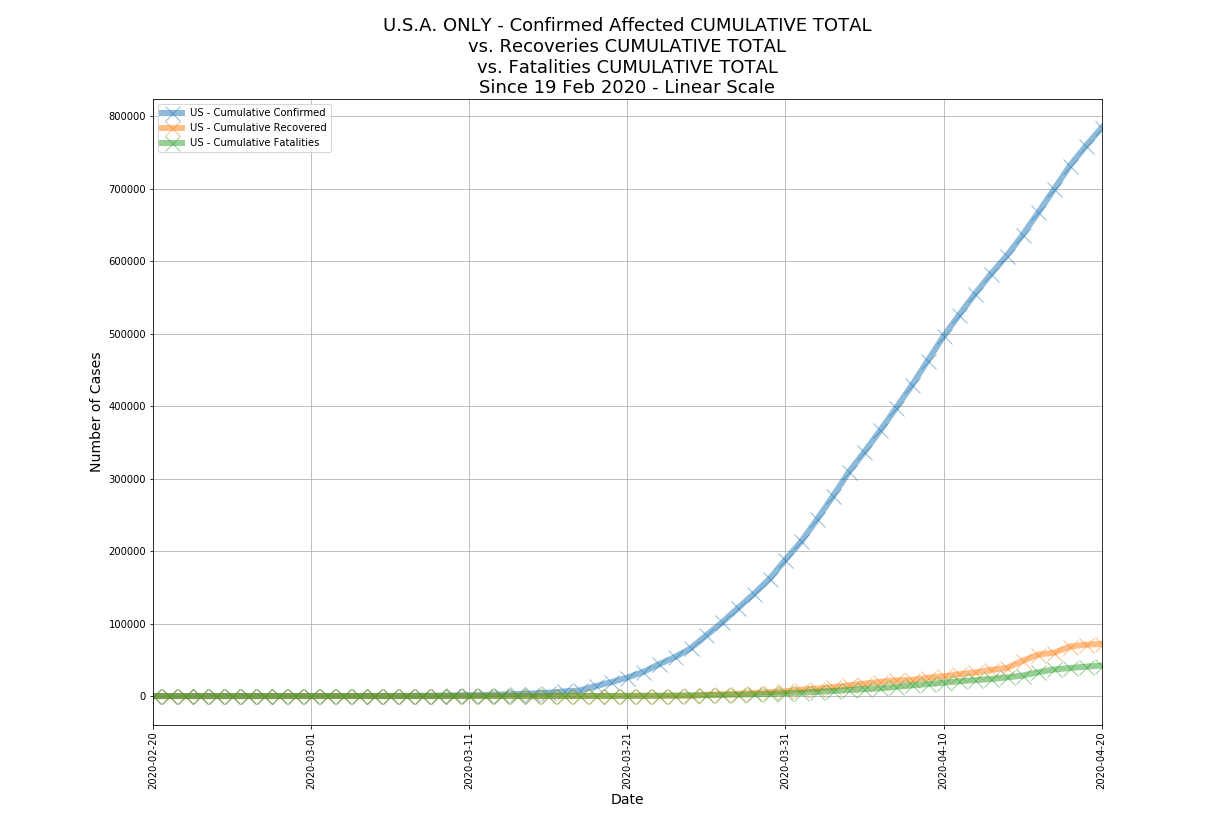 U.S.A. ONLY - Confirmed Affected CUMULATIVE TOTAL
vs. Recoveries CUMULATIVE TOTAL
vs. Fatalities CUMULATIVE TOTAL
Since 19 Feb 2020 - Linear Scale
US - Cumulative Confirmed
US - Cumulative Recovered
US - Cumulative Fatalities
800000
700000
600000
500000
400000
300000
200000
100000
0
Number of Cases
2020-02-20
2020-03-01
2020-03-11
2020-03-21
2020-03-31
2020-04-10
2020-04-20
Date